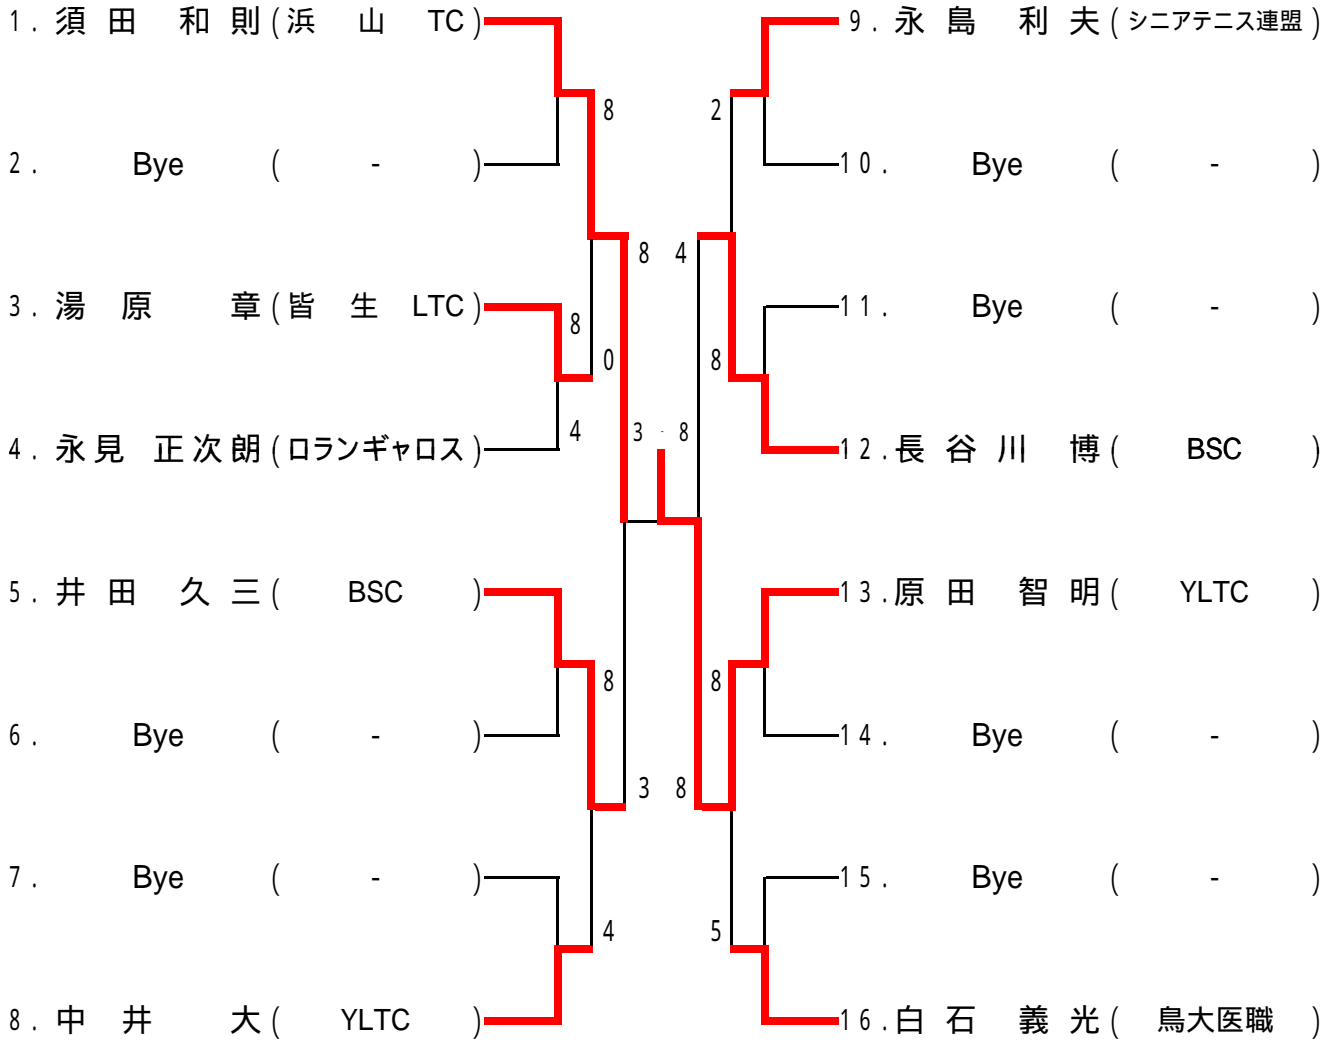 1. 須田 和則 (浜山 TC) 9. 永島 利夫 (シニアテニス連盟)
8 2
2. Bye ( - ) 10. Bye ( - )
8 4
3. 湯原 章 (皆生 LTC) 11. Bye ( - )
8
0 8
4 3 - 8
4. 永見 正次朗 (ロランギャロス) 12. 長谷川 博 ( BSC )
5. 井田 久三 ( BSC ) 13. 原田 智明 ( YLTC )
8 8
6. Bye ( - ) 14. Bye ( - )
3 8
7. Bye ( - ) 15. Bye ( - )
4 5
8. 中井 大 ( YLTC ) 16. 白石 義光 ( 鳥大医職 )